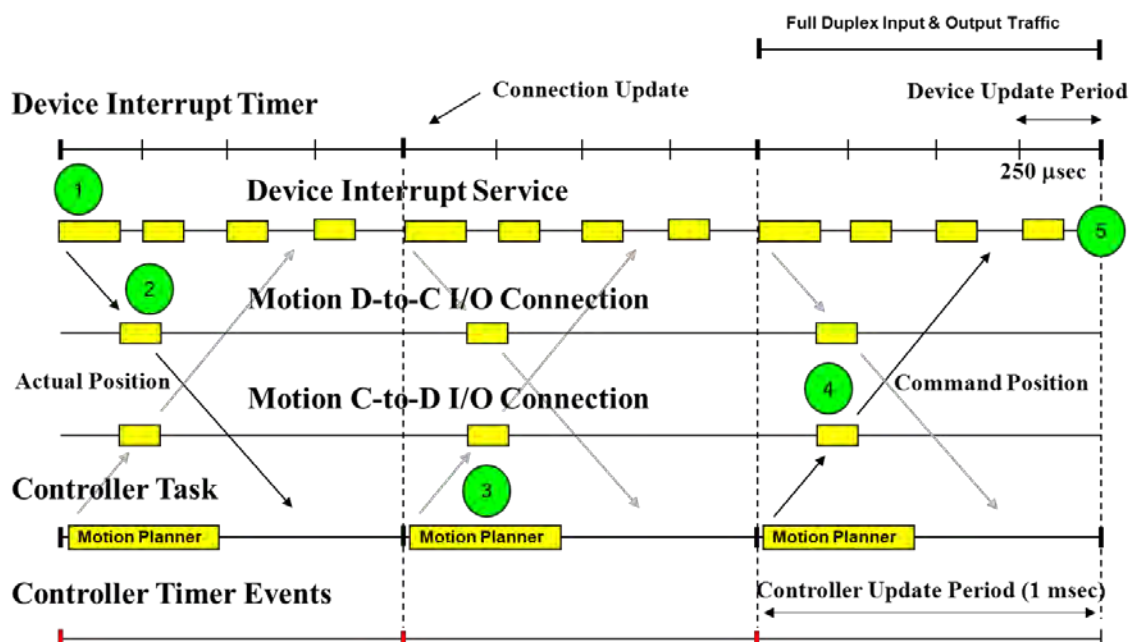 Full Duplex Input & Output Traffic
Connection Update
Device Update Period
Device Interrupt Timer
250 µsec
1
Device Interrupt Service
5
2
Motion D-to-C I/O Connection
Actual Position
4
Command Position
Motion C-to-D I/O Connection
Controller Task
3
Motion Planner
Motion Planner
Motion Planner
Controller Timer Events
Controller Update Period (1 msec)